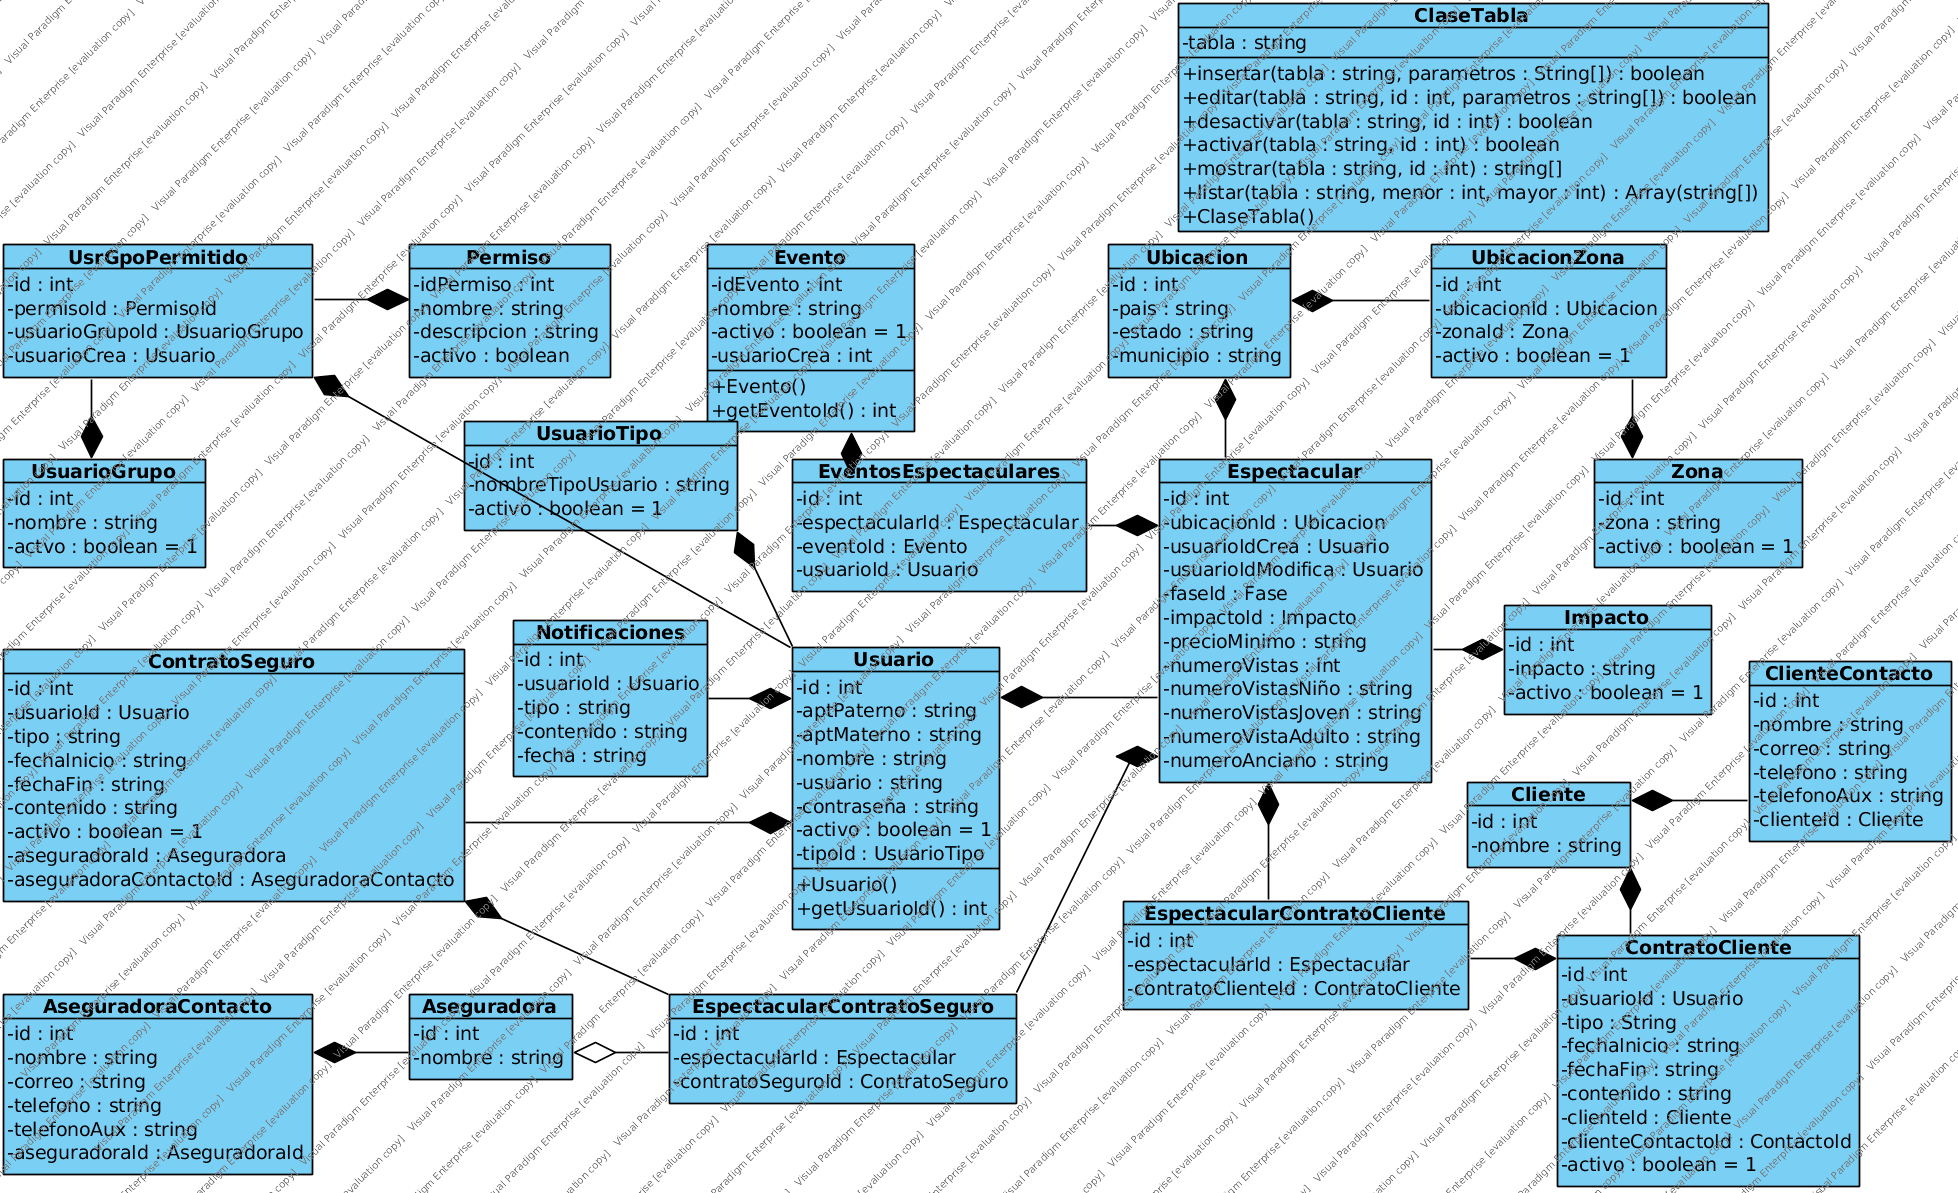 ClaseTabla
-tabla : string
+insertar(tabla : string, parametros : String[]) : boolean
+editar(tabla : string, id : int, parametros : string[]) : boolean
+desactivar(tabla : string, id : int) : boolean
+activar(tabla : string, id : int) : boolean
+mostrar(tabla : string, id : int) : string[]
+listar(tabla : string, menor : int, mayor : int) : Array(string[])
+ClaseTabla()
UsrGpoPermitido
-id : int
-permisoId : PermisoId
-usuarioGrupoId : UsuarioGrupo
-usuarioCrea : Usuario
Permiso
-idPermiso : int
-nombre : string
-descripcion : string
-activo : boolean
Evento
-idEvento : int
-nombre : string
-activo : boolean = 1
-usuarioCrea : int
+Evento()
+getEventoId() : int
Ubicacion
-id : int
-pais : string
-estado : string
-municipio : string
UbicacionZona
-id : int
-ubicacionId : Ubicacion
-zonaId : Zona
-activo : boolean = 1
UsuarioTipo
-id : int
-nombreTipoUsuario : string
-activo : boolean = 1
UsuarioGrupo
-id : int
-nombre : string
-actvo : boolean = 1
EventosEspectaculares
-id : int
-espectacularId : Espectacular
-eventoId : Evento
-usuarioId : Usuario
Espectacular
-id : int
-ubicacionId : Ubicacion
-usuarioIdCrea : Usuario
-usuarioIdModifica : Usuario
-faseId : Fase
-impactoId : Impacto
-precioMinimo : string
-numeroVistas : int
-numeroVistasNiño : string
-numeroVistasJoven : string
-numeroVistaAdulto : string
-numeroAnciano : string
Zona
-id : int
-zona : string
-activo : boolean = 1
Impacto
-id : int
-inpacto : string
-activo : boolean = 1
Notificaciones
-id : int
-usuarioId : Usuario
-tipo : string
-contenido : string
-fecha : string
ContratoSeguro
-id : int
-usuarioId : Usuario
-tipo : string
-fechaInicio : string
-fechaFin : string
-contenido : string
-activo : boolean = 1
-aseguradoraId : Aseguradora
-aseguradoraContactoId : AseguradoraContacto
Usuario
-id : int
-aptPaterno : string
-aptMaterno : string
-nombre : string
-usuario : string
-contraseña : string
-activo : boolean = 1
-tipoId : UsuarioTipo
+Usuario()
+getUsuarioId() : int
ClienteContacto
-id : int
-nombre : string
-correo : string
-telefono : string
-telefonoAux : string
-clienteId : Cliente
Cliente
-id : int
-nombre : string
EspectacularContratoCliente
-id : int
-espectacularId : Espectacular
-contratoClienteId : ContratoCliente
ContratoCliente
-id : int
-usuarioId : Usuario
-tipo : String
-fechaInicio : string
-fechaFin : string
-contenido : string
-clienteId : Cliente
-clienteContactoId : ContactoId
-activo : boolean = 1
AseguradoraContacto
-id : int
-nombre : string
-correo : string
-telefono : string
-telefonoAux : string
-aseguradoraId : AseguradoraId
Aseguradora
-id : int
-nombre : string
EspectacularContratoSeguro
-id : int
-espectacularId : Espectacular
-contratoSeguroId : ContratoSeguro
Visual Paradigm Enterprise [evaluation copy]